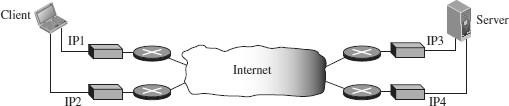 Client
Server
IP1
IP3
Internet
IP2
IP4